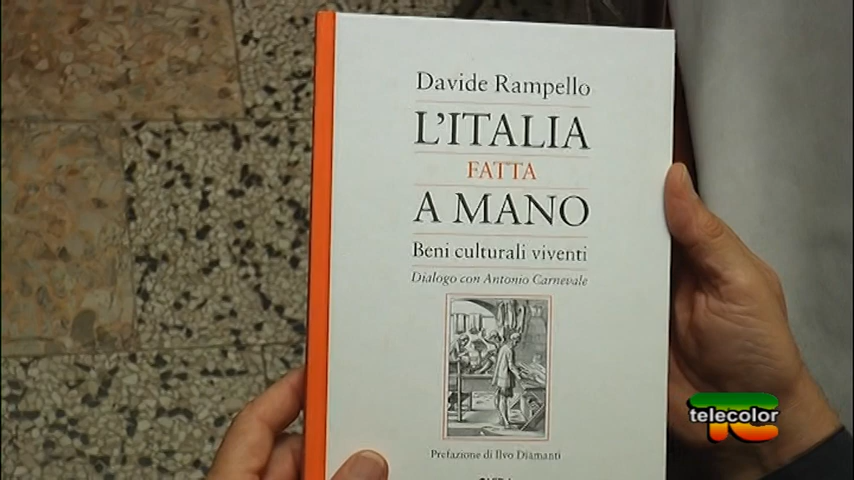 Davide Rampello
L'ITALIA
FATTA
A MANO
Beni culturali viventi
Dialogo con Antonio Carnevale
Prefazione di Ilvo Diamanti
telecolor